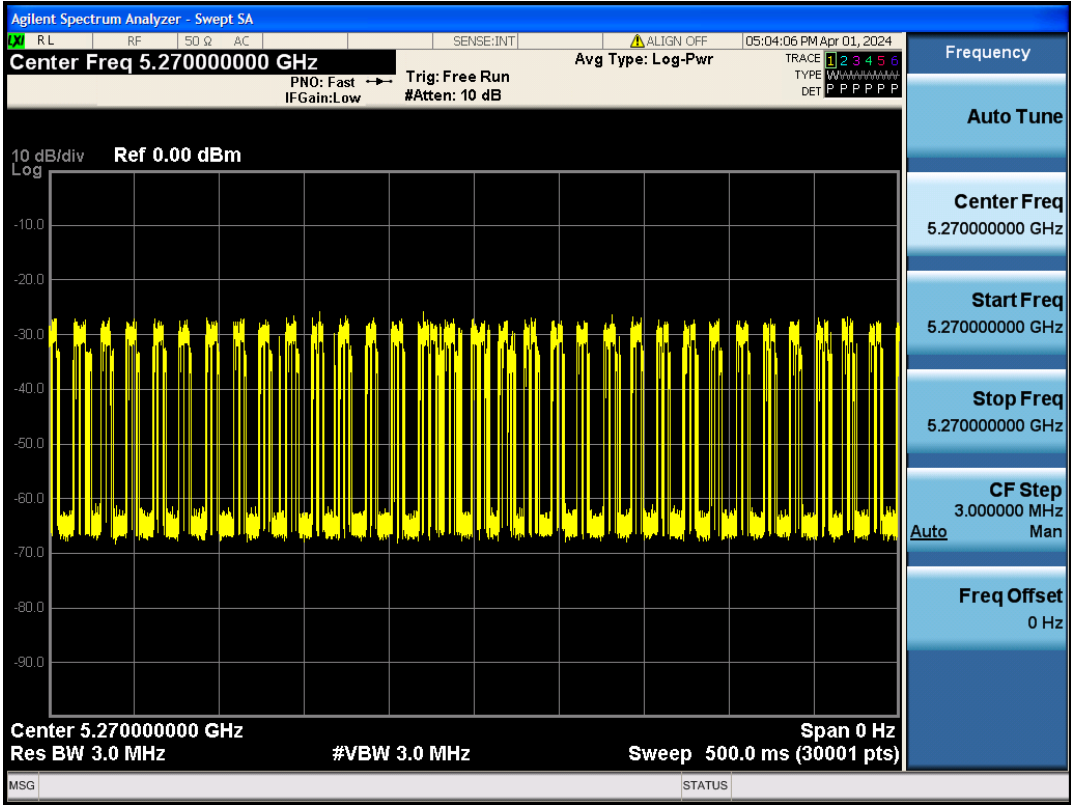 Agilent Spectrum Analyzer - Swept SA
LXI RL RF 50 Ω AC SENSE:INT ALIGN OFF 05:04:06 PM Apr 01, 2024
Center Freq 5.270000000 GHz
PNO: Fast
IFGain:Low
Trig: Free Run
#Atten: 10 dB
Avg Type: Log-Pwr
TRACE 1 2 3 4 5 6
TYPE W
DET P P P P P P
10 dB/div Ref 0.00 dBm
Log
-10.0
-20.0
-30.0
-40.0
-50.0
-60.0
-70.0
-80.0
-90.0
Center 5.270000000 GHz Span 0 Hz
Res BW 3.0 MHz #VBW 3.0 MHz Sweep 500.0 ms (30001 pts)
MSG STATUS
Frequency
Auto Tune
Center Freq
5.270000000 GHz
Start Freq
5.270000000 GHz
Stop Freq
5.270000000 GHz
CF Step
3.000000 MHz
Auto Man
Freq Offset
0 Hz